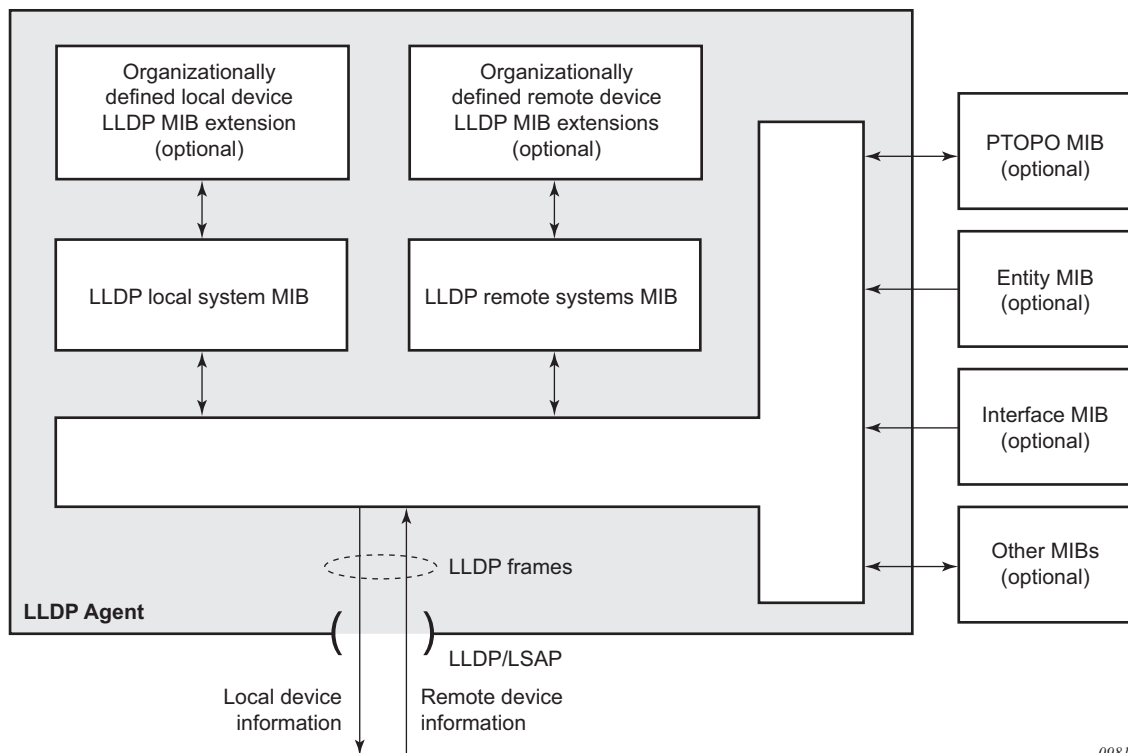 Organizationally
defined local device
LLDP MIB extension
(optional)
Organizationally
defined remote device
LLDP MIB extensions
(optional)
PTOPO MIB
(optional)
LLDP local system MIB
LLDP remote systems MIB
Entity MIB
(optional)
Interface MIB
(optional)
Other MIBs
(optional)
LLDP frames
LLDP Agent
LLDP/LSAP
Local device
information
Remote device
information
0981